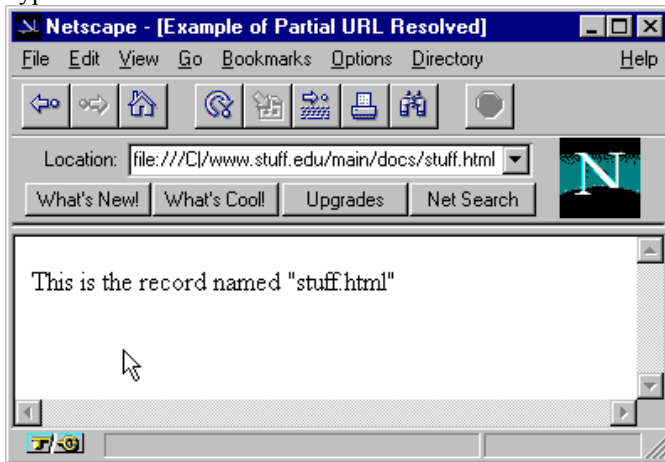 Netscape - [Example of Partial URL Resolved]
File Edit View Go Bookmarks Options Directory Help
Location: file:///C|/www.stuff.edu/main/docs/stuff.html
N
What's New! What's Cool! Upgrades Net Search
This is the record named "stuff.html"